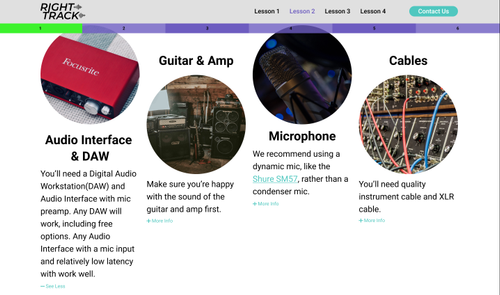 RIGHT-
TRACK
Lesson 1
Lesson 2
Lesson 3
Lesson 4
Contact Us
1
2
3
4
5
6
Focusrite
Audio Interface
& DAW
You'll need a Digital Audio
Workstation(DAW) and
Audio Interface with mic
preamp. Any DAW will
work, including free
options. Any Audio
Interface with a mic input
and relatively low latency
with work well.
See Less
Guitar & Amp
Make sure you're happy
with the sound of the
guitar and amp first.
More Info
Microphone
We recommend using a
dynamic mic, like the
Shure SM57, rather than a
condenser mic.
More Info
Cables
You'll need quality
instrument cable and XLR
cable.
More Info